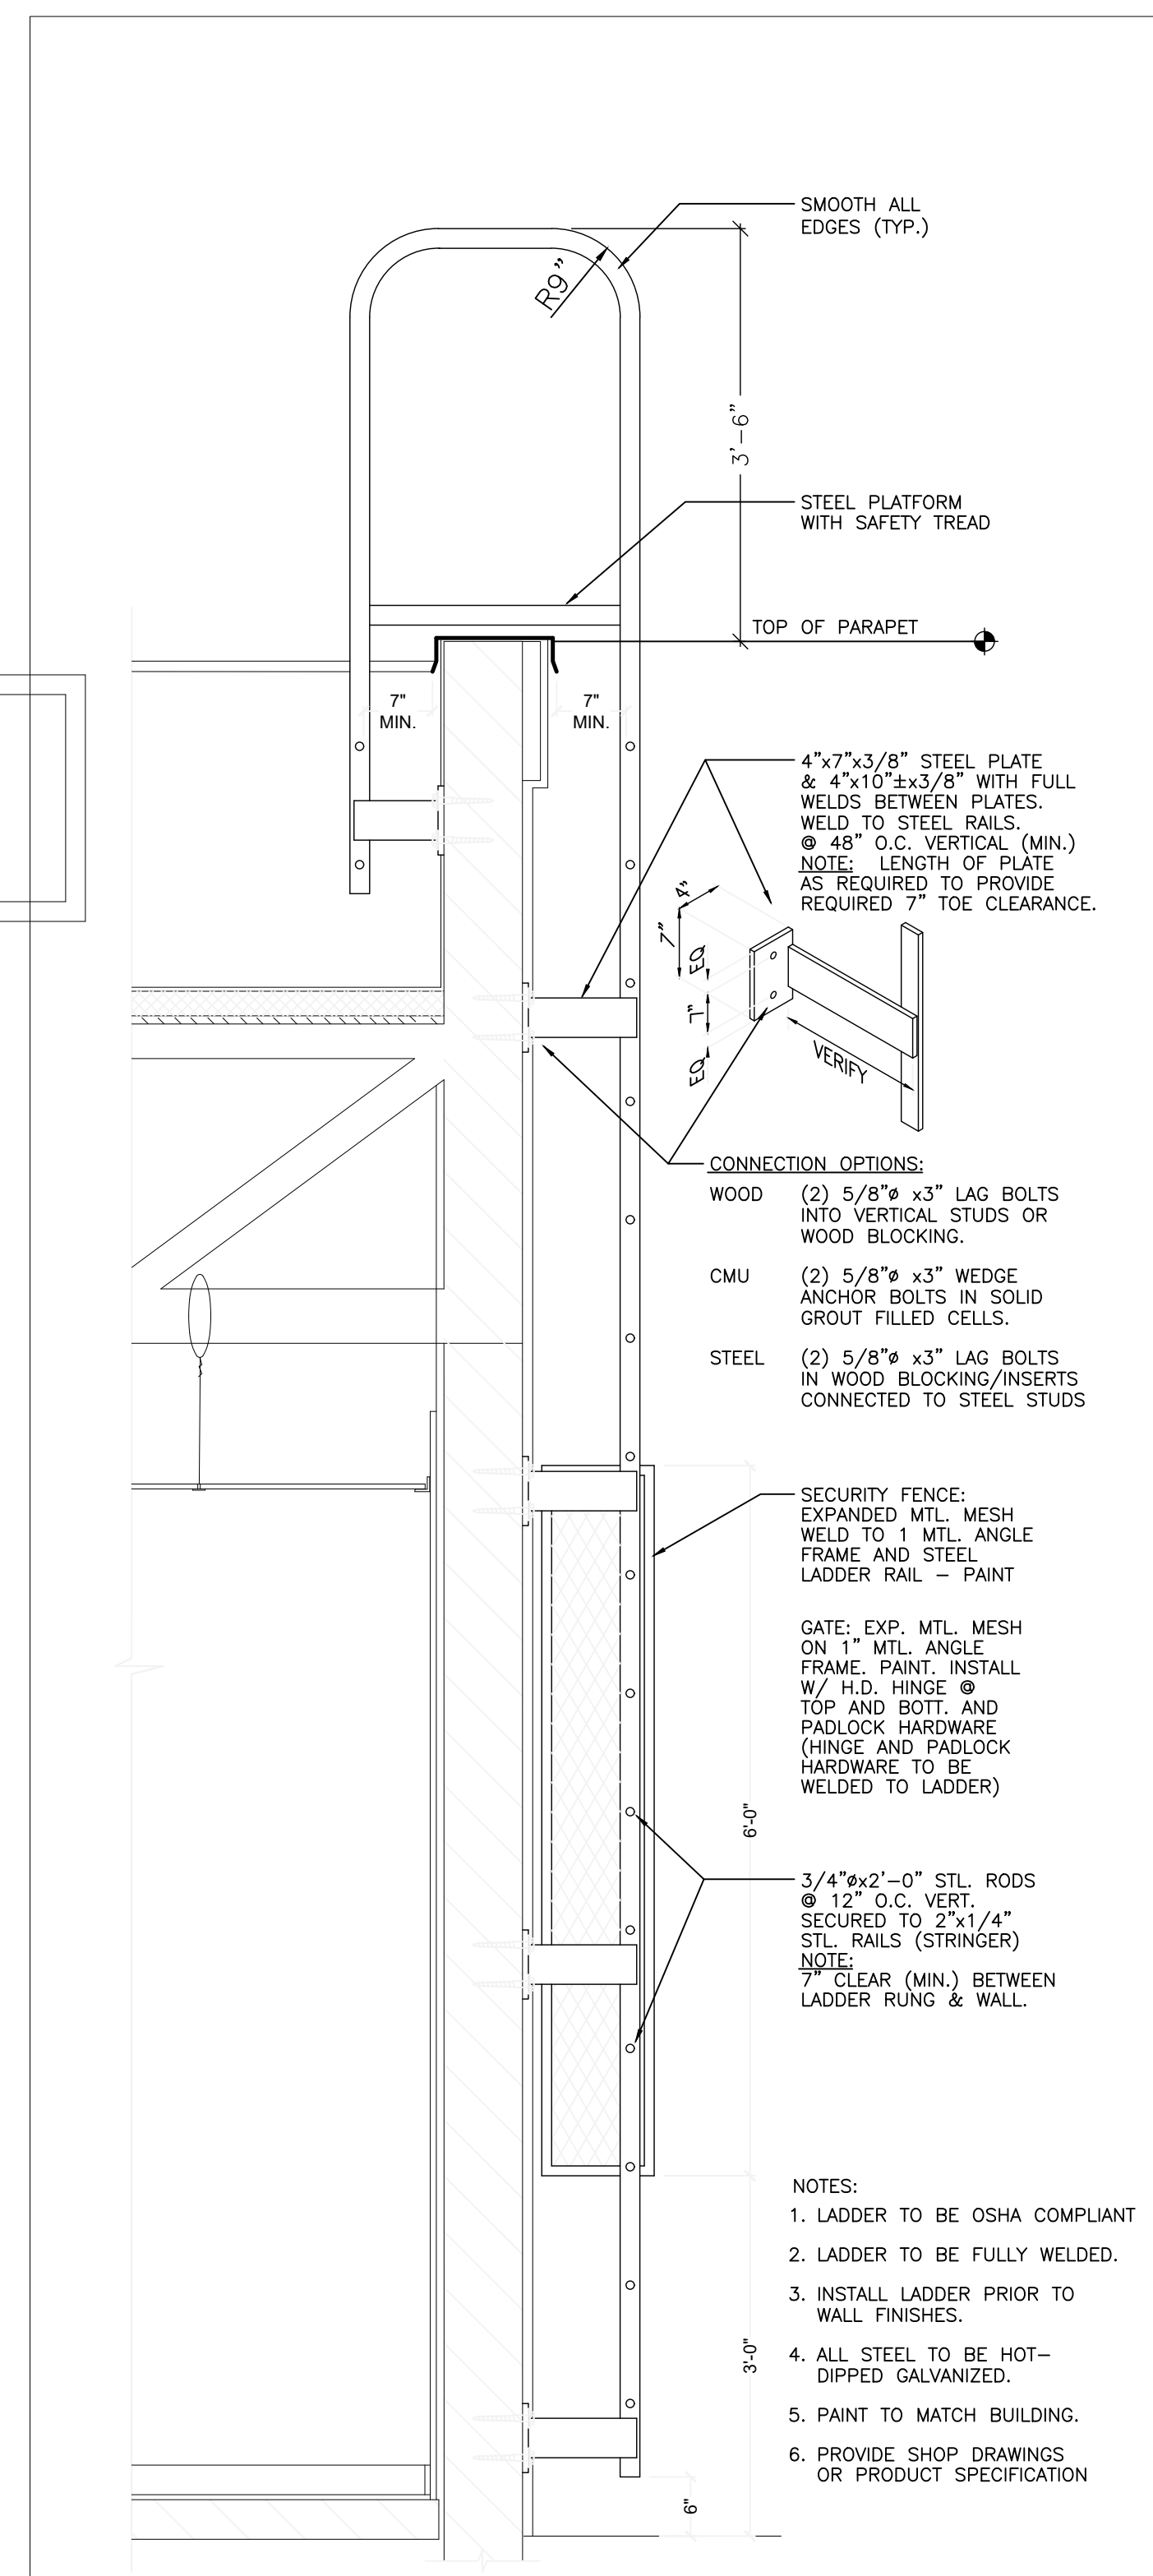 SMOOTH ALL
EDGES (TYP.)
R9"
3'-6"
STEEL PLATFORM
WITH SAFETY TREAD
TOP OF PARAPET
7"
MIN.
7"
MIN.
4"x7"x3/8" STEEL PLATE
& 4"x10"±x3/8" WITH FULL
WELDS BETWEEN PLATES.
WELD TO STEEL RAILS.
@ 48" O.C. VERTICAL (MIN.)
NOTE: LENGTH OF PLATE
AS REQUIRED TO PROVIDE
REQUIRED 7" TOE CLEARANCE.
4"
7"
EQ
7"
EQ
VERIFY
CONNECTION OPTIONS:
WOOD (2) 5/8"ø x3" LAG BOLTS
INTO VERTICAL STUDS OR
WOOD BLOCKING.
CMU (2) 5/8"ø x3" WEDGE
ANCHOR BOLTS IN SOLID
GROUT FILLED CELLS.
STEEL (2) 5/8"ø x3" LAG BOLTS
IN WOOD BLOCKING/INSERTS
CONNECTED TO STEEL STUDS
SECURITY FENCE:
EXPANDED MTL. MESH
WELD TO 1 MTL. ANGLE
FRAME AND STEEL
LADDER RAIL – PAINT
GATE: EXP. MTL. MESH
ON 1" MTL. ANGLE
FRAME. PAINT. INSTALL
W/ H.D. HINGE @
TOP AND BOTT. AND
PADLOCK HARDWARE
(HINGE AND PADLOCK
HARDWARE TO BE
WELDED TO LADDER)
6'-0"
3/4"øx2'-0" STL. RODS
@ 12" O.C. VERT.
SECURED TO 2"x1/4"
STL. RAILS (STRINGER)
NOTE:
7" CLEAR (MIN.) BETWEEN
LADDER RUNG & WALL.
NOTES:
1. LADDER TO BE OSHA COMPLIANT
2. LADDER TO BE FULLY WELDED.
3. INSTALL LADDER PRIOR TO
WALL FINISHES.
3'-0"
4. ALL STEEL TO BE HOT-
DIPPED GALVANIZED.
5. PAINT TO MATCH BUILDING.
6. PROVIDE SHOP DRAWINGS
OR PRODUCT SPECIFICATION
6"